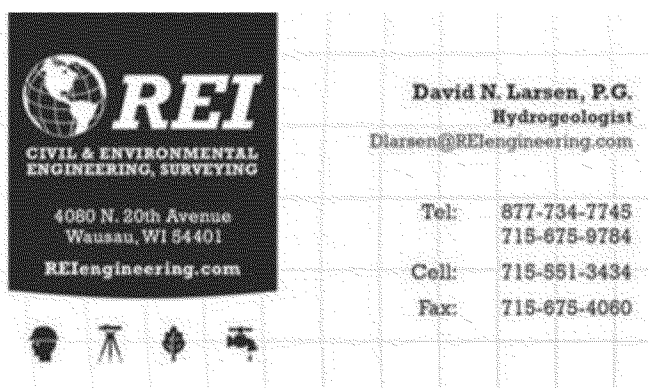 REI
CIVIL & ENVIRONMENTAL
ENGINEERING, SURVEYING
4080 N. 20th Avenue
Wausau, WI 54401
REIengineering.com
David N. Larsen, P.G.
Hydrogeologist
Dlarsen@REIengineering.com
Tel: 877-734-7745
715-675-9784
Cell: 715-551-3434
Fax: 715-675-4060